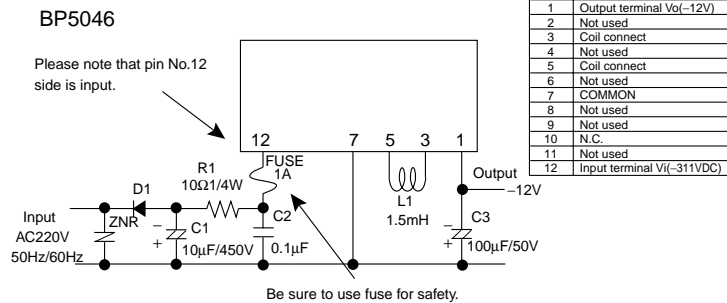 BP5046
Please note that pin No.12
side is input.
12 7 5 3 1
FUSE
1A
R1
10Ω1/4W
D1
Input
AC220V
50Hz/60Hz
ZNR
−
+
C1
10μF/450V
C2
0.1μF
L1
1.5mH
Output
−12V
−
+
C3
100μF/50V
Be sure to use fuse for safety.
1 Output terminal Vo(−12V)
2 Not used
3 Coil connect
4 Not used
5 Coil connect
6 Not used
7 COMMON
8 Not used
9 Not used
10 N.C.
11 Not used
12 Input terminal Vi(−311VDC)